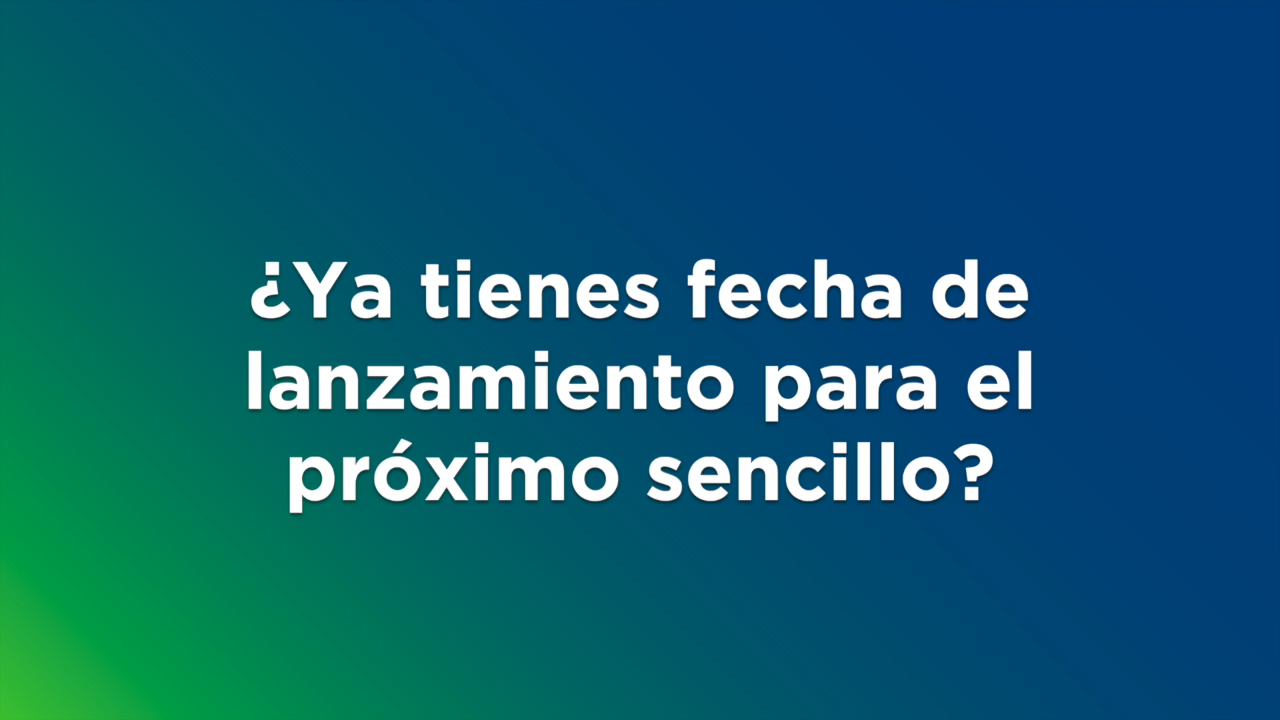 ¿Ya tienes fecha de
lanzamiento para el
próximo sencillo?